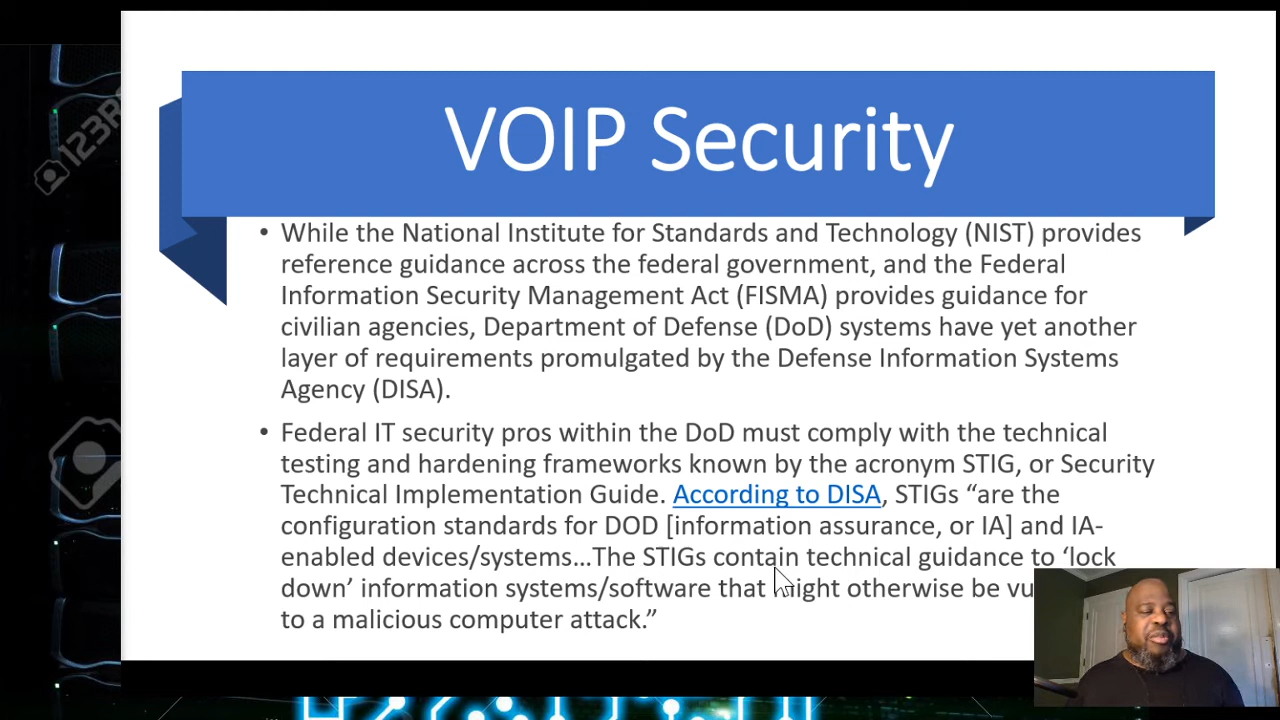 VOIP Security
• While the National Institute for Standards and Technology (NIST) provides
reference guidance across the federal government, and the Federal
Information Security Management Act (FISMA) provides guidance for
civilian agencies, Department of Defense (DoD) systems have yet another
layer of requirements promulgated by the Defense Information Systems
Agency (DISA).
• Federal IT security pros within the DoD must comply with the technical
testing and hardening frameworks known by the acronym STIG, or Security
Technical Implementation Guide. According to DISA, STIGs “are the
configuration standards for DOD [information assurance, or IA] and IA-
enabled devices/systems…The STIGs contain technical guidance to ‘lock
down’ information systems/software that might otherwise be
to a malicious computer attack.”